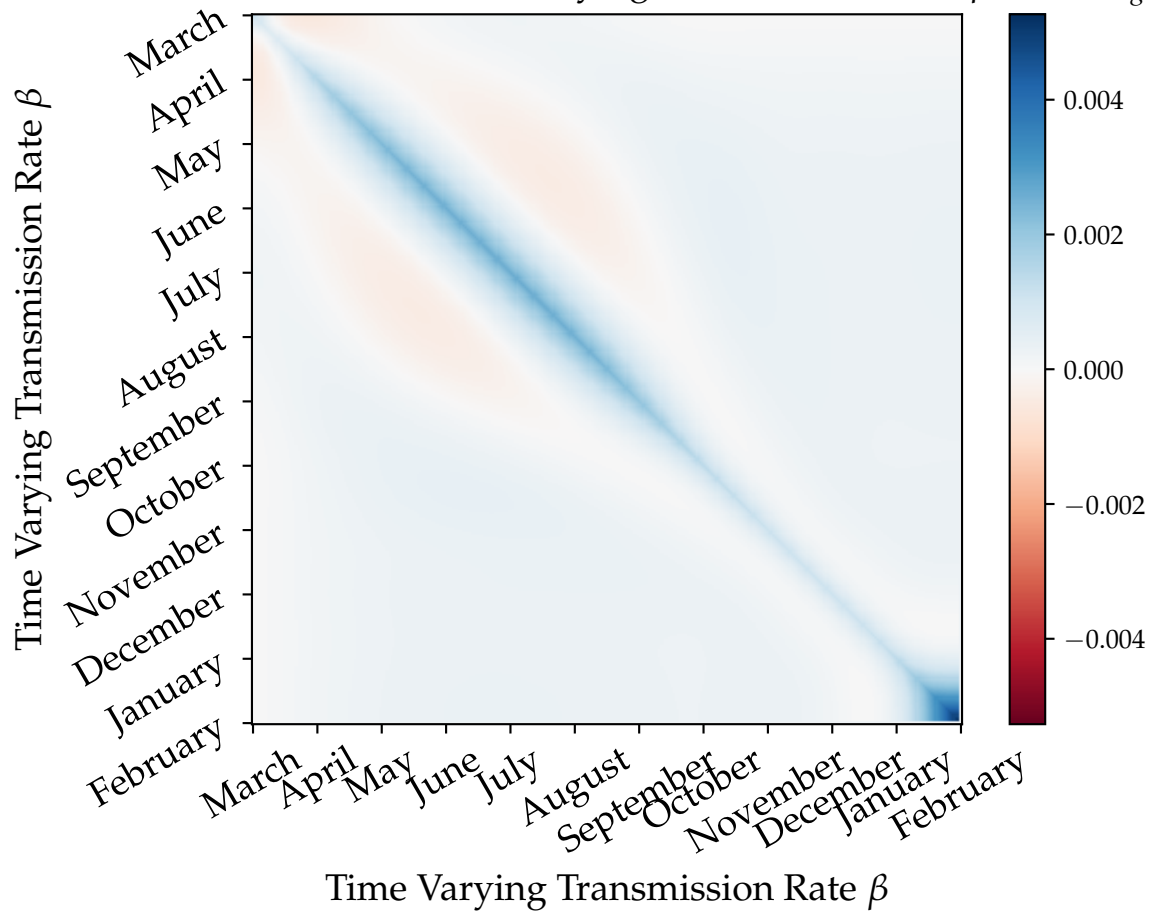 March
April
May
June
July
August
September
October
November
December
January
February
Time Varying Transmission Rate β
March
April
May
June
July
August
September
October
November
December
January
February
Time Varying Transmission Rate β
0.004
0.002
0.000
−0.002
−0.004